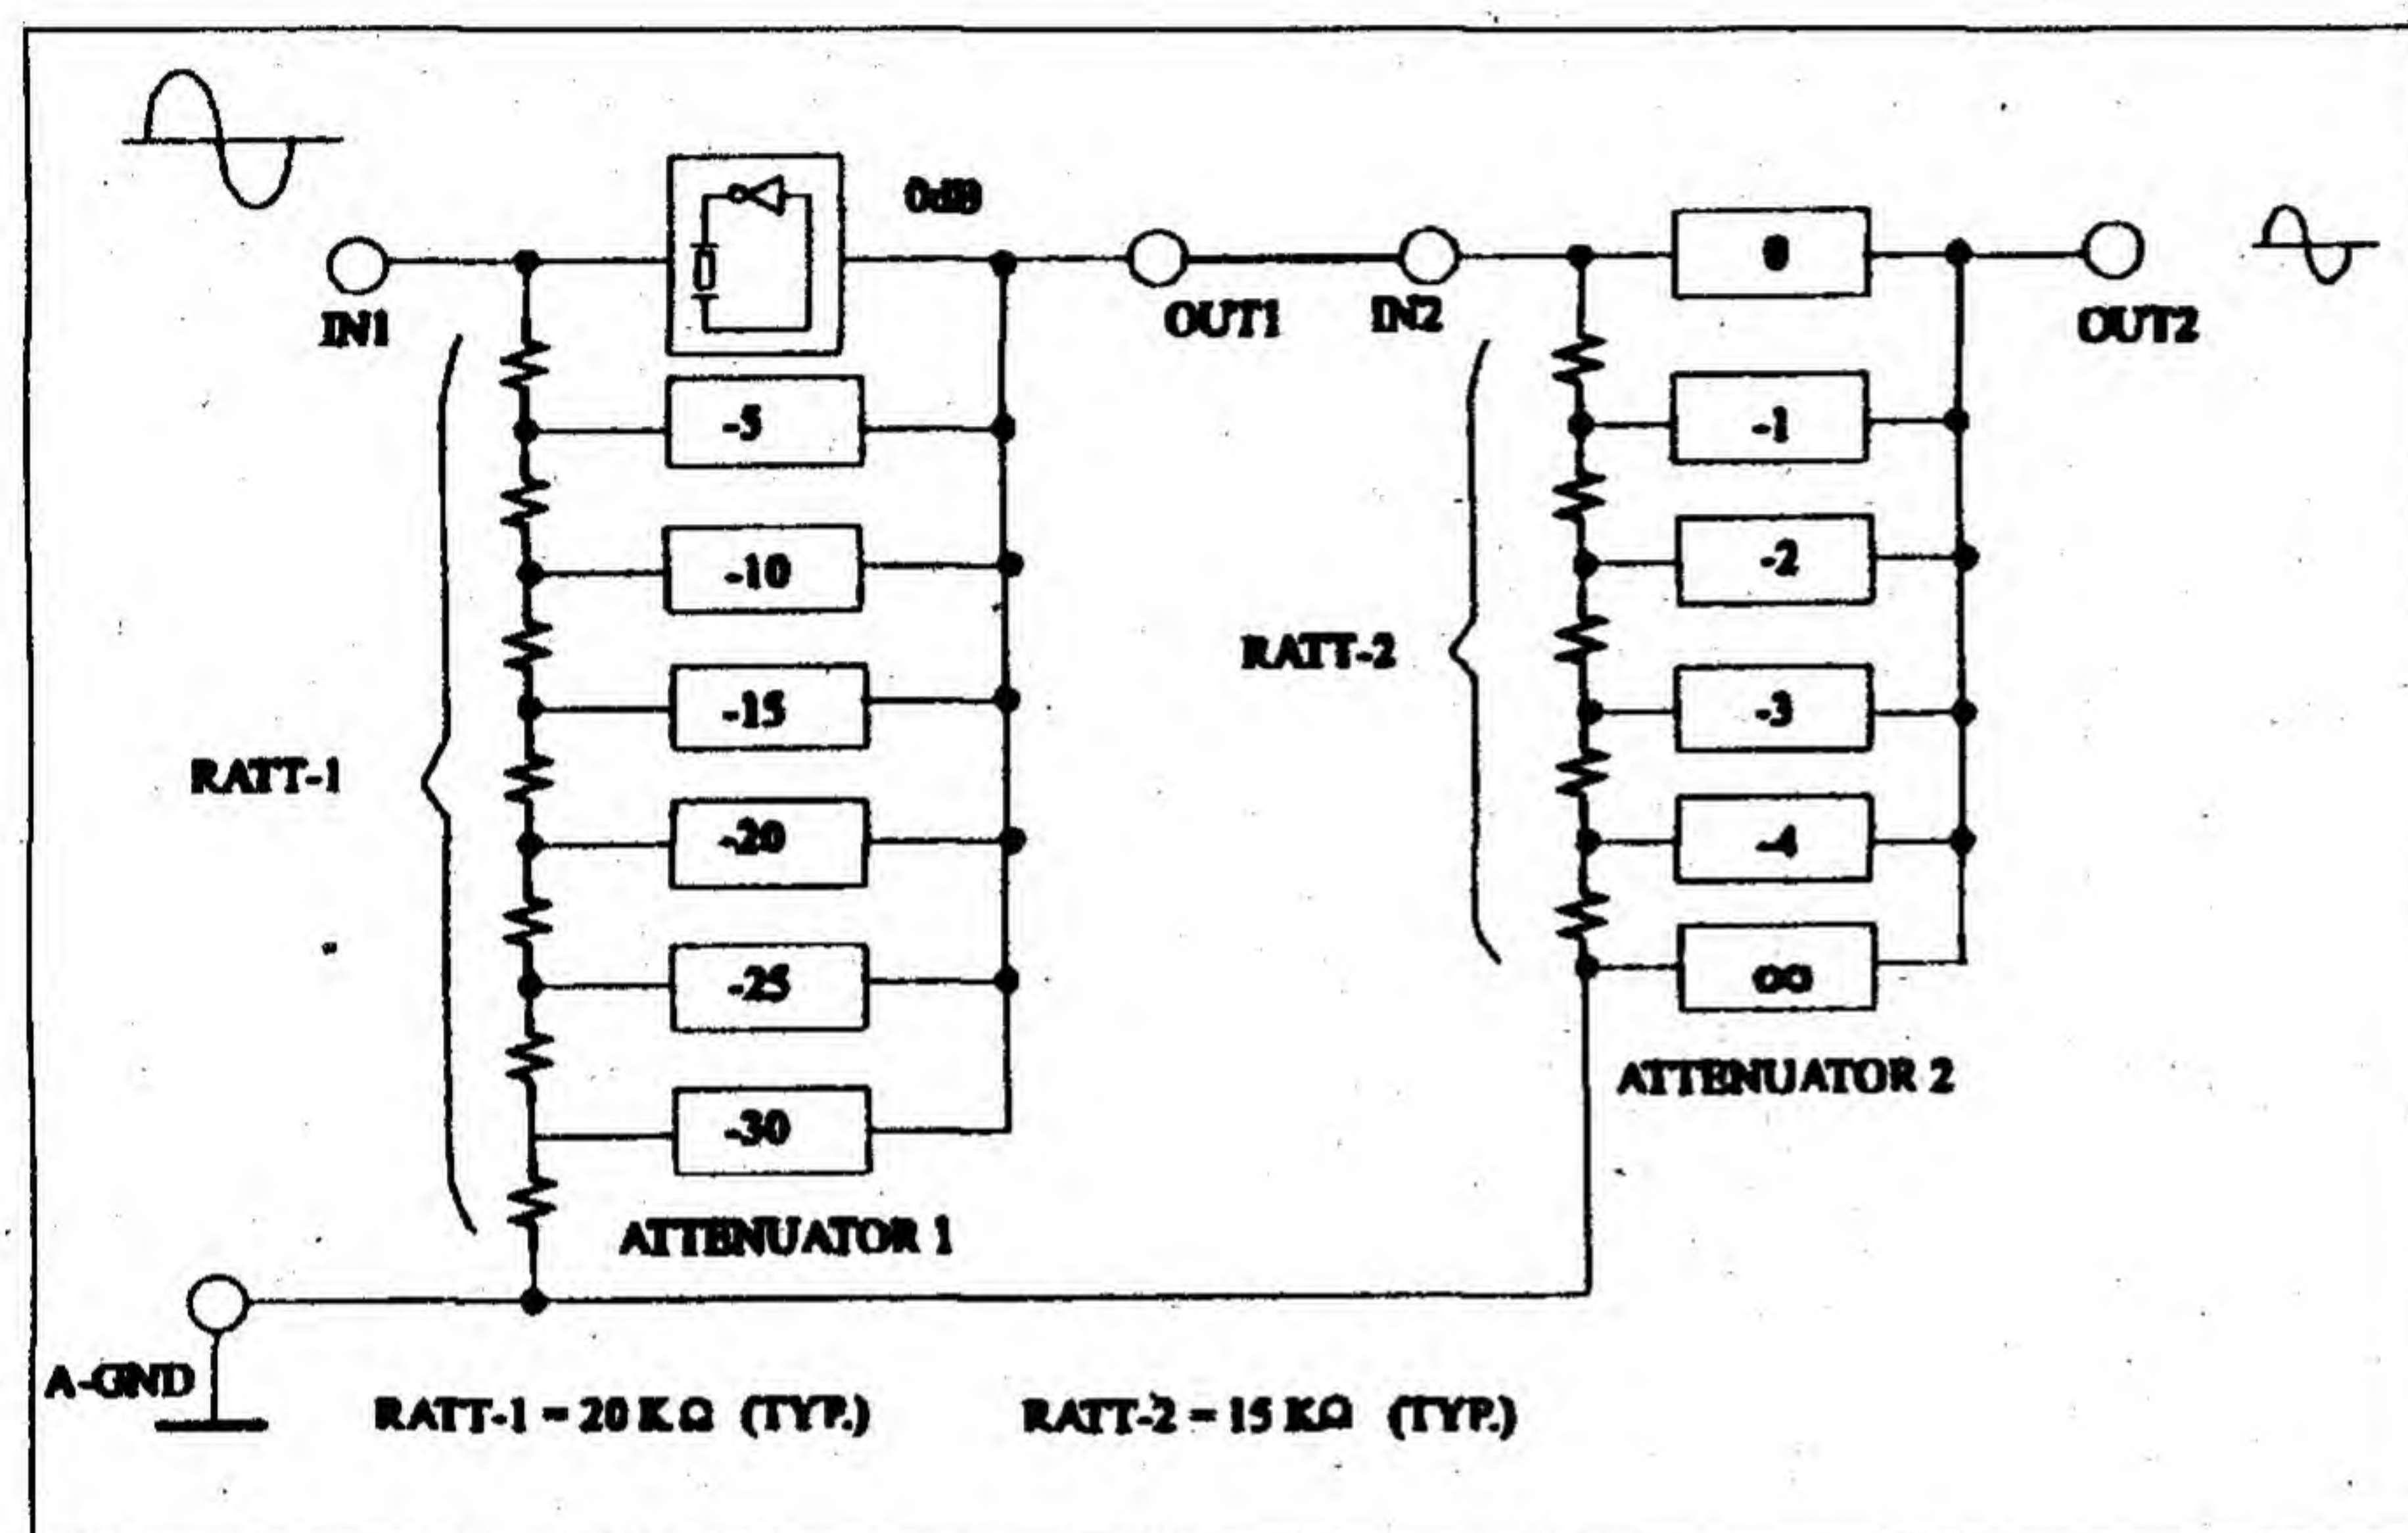 0dB
IN1
OUT1
IN2
0
OUT2
-5
-1
-10
-2
-15
-3
RATT-1
RATT-2
-20
-4
-25
∞
-30
ATTENUATOR 1
ATTENUATOR 2
A-GND
RATT-1 = 20 KΩ (TYP.)
RATT-2 = 15 KΩ (TYP.)